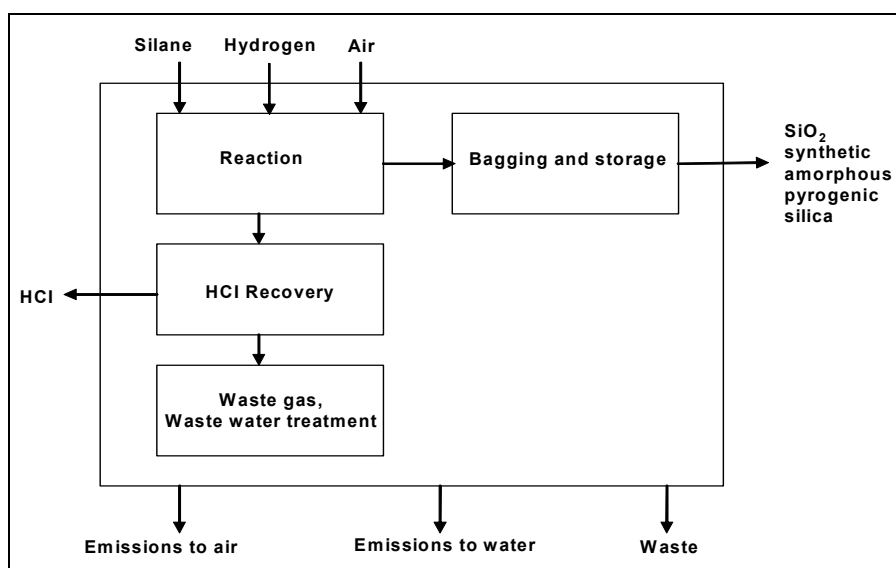 Silane
Hydrogen
Air
Reaction
Bagging and storage
SiO₂
synthetic
amorphous
pyrogenic
silica
HCl Recovery
HCl
Waste gas,
Waste water treatment
Emissions to air
Emissions to water
Waste